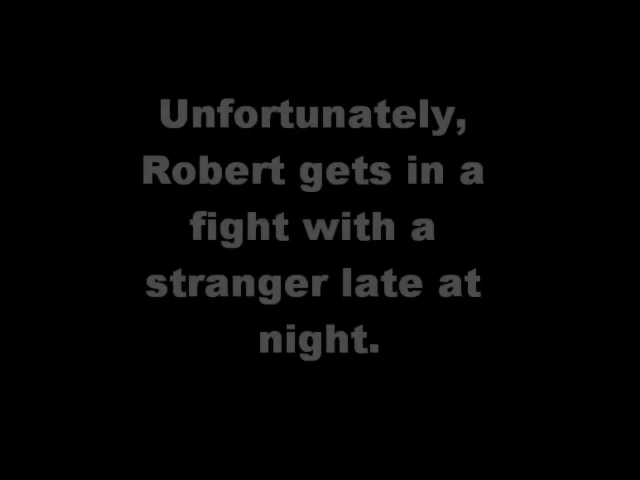 Unfortunately,
Robert gets in a
fight with a
stranger late at
night.